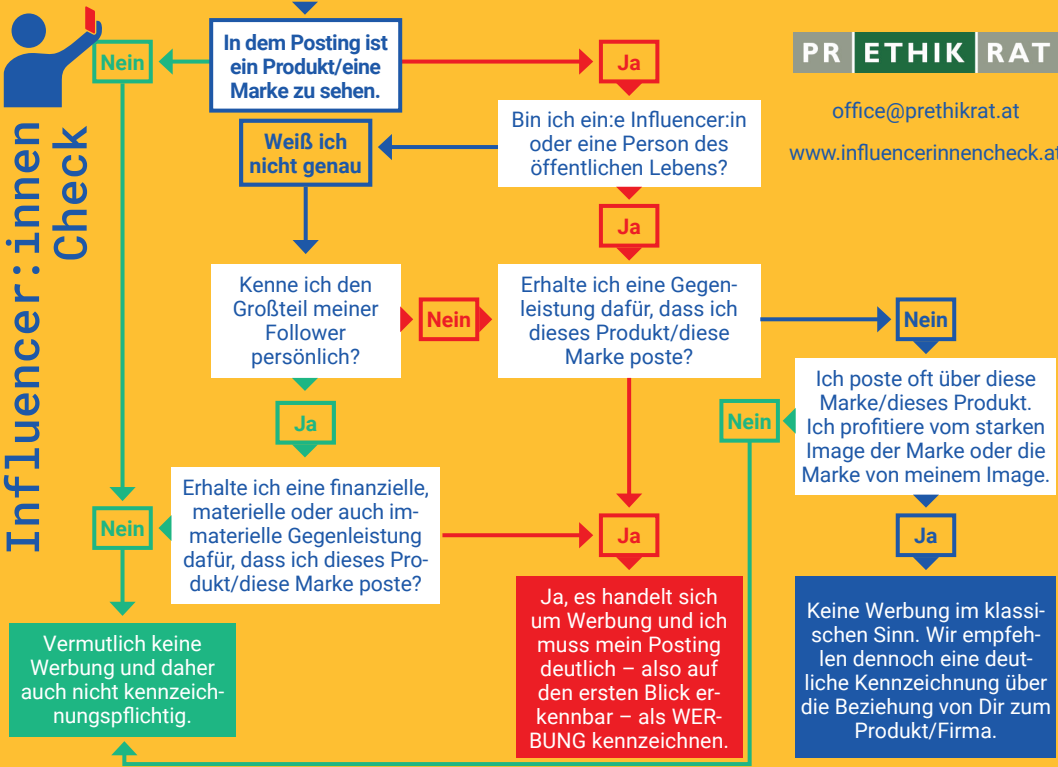 Influencer:innen
Check
In dem Posting ist
ein Produkt/eine
Marke zu sehen.
Nein
Ja
PR ETHIK RAT
office@prethikrat.at
www.influencerinnencheck.at
Weiß ich
nicht genau
Bin ich ein:e Influencer:in
oder eine Person des
öffentlichen Lebens?
Ja
Kenne ich den
Großteil meiner
Follower
persönlich?
Nein
Erhalte ich eine Gegen-
leistung dafür, dass ich
dieses Produkt/diese
Marke poste?
Nein
Ja
Nein
Ich poste oft über diese
Marke/dieses Produkt.
Ich profitiere vom starken
Image der Marke oder die
Marke von meinem Image.
Nein
Erhalte ich eine finanzielle,
materielle oder auch im-
materielle Gegenleistung
dafür, dass ich dieses Pro-
dukt/diese Marke poste?
Ja
Ja
Vermutlich keine
Werbung und daher
auch nicht kennzeich-
nungspflichtig.
Ja, es handelt sich
um Werbung und ich
muss mein Posting
deutlich – also auf
den ersten Blick er-
kennbar – als WER-
BUNG kennzeichnen.
Keine Werbung im klassi-
schen Sinn. Wir empfeh-
len dennoch eine deut-
liche Kennzeichnung über
die Beziehung von Dir zum
Produkt/Firma.